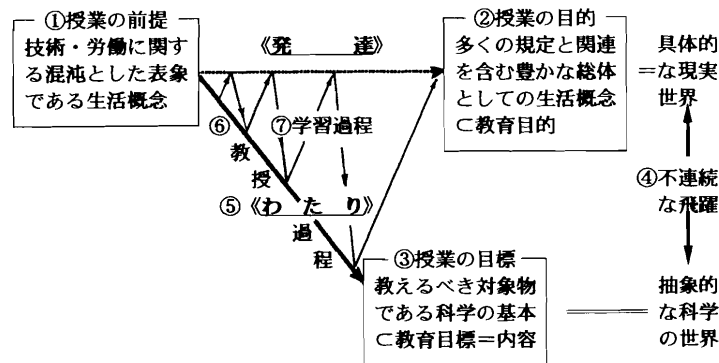 ①授業の前提
技術・労働に関す
る混沌とした表象
である生活概念
《発達》
②授業の目的
多くの規定と関連
を含む豊かな総体
としての生活概念
⊂教育目的
=具体的
な現実
世界
⑥
⑦学習過程
教授
⑤《わたり》
過程
④不連続
な飛躍
③授業の目標
教えるべき対象物
である科学の基本
⊂教育目標=内容
抽象的
な科学
の世界